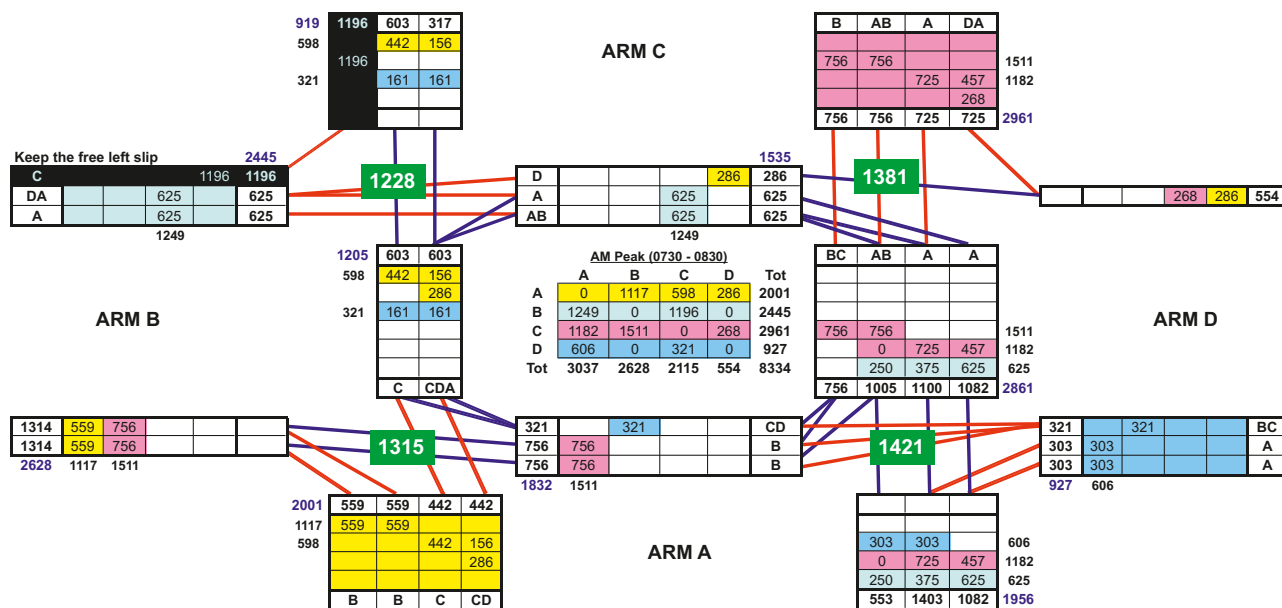 919 1196 603 317
598 442 156
1196
321 161 161
ARM C
B AB A DA
756 756 1511
725 457 1182
268
756 756 725 725 2961
Keep the free left slip 2445
C 1196 1196
DA 625 625
A 625 625
1249
1228
1535
D 286 286
A 625 625
AB 625 625
1249
1381
268 286 554
1205 603 603
598 442 156
286
321 161 161
C CDA
ARM B
AM Peak (0730 - 0830)
A B C D Tot
A 0 1117 598 286 2001
B 1249 0 1196 0 2445
C 1182 1511 0 268 2961
D 606 0 321 0 927
Tot 3037 2628 2115 554 8334
BC AB A A
756 756 1511
0 725 457 1182
250 375 625 625
756 1005 1100 1082 2861
ARM D
1314 559 756
1314 559 756
2628 1117 1511
1315
321 321 CD
756 756 B
756 756 B
1832 1511
1421
321 321 BC
303 303 A
303 303 A
927 606
2001 559 559 442 442
1117 559 559
598 442 156
286
B B C CD
ARM A
303 303 606
0 725 457 1182
250 375 625 625
553 1403 1082 1956